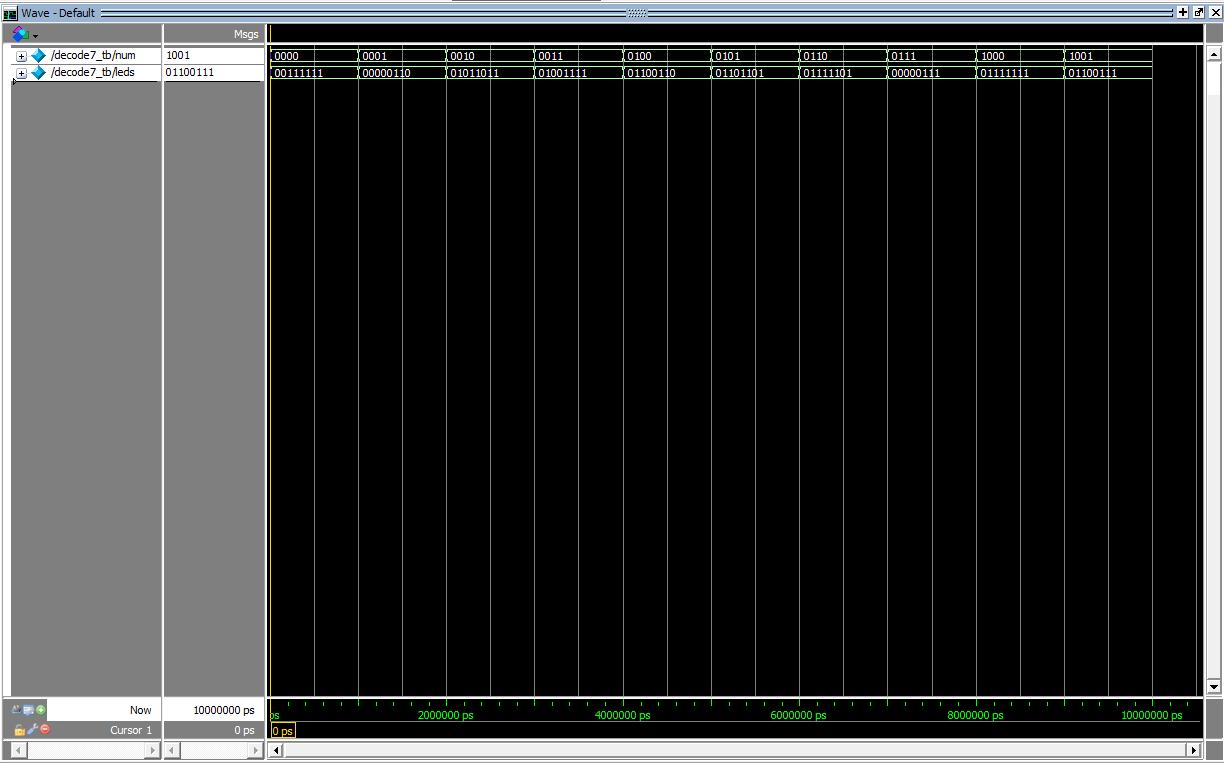 Wave - Default
Msgs
/decode7_tb/num 1001 0000 0001 0010 0011 0100 0101 0110 0111 1000 1001
/decode7_tb/leds 01100111 00111111 00000110 01011011 01001111 01100110 01101101 01111101 00000111 01111111 01100111
Now 10000000 ps ps 2000000 ps 4000000 ps 6000000 ps 8000000 ps 10000000 ps
Cursor 1 0 ps 0 ps